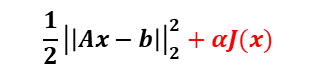 1/2 ||Ax − b||₂² + αJ(x)